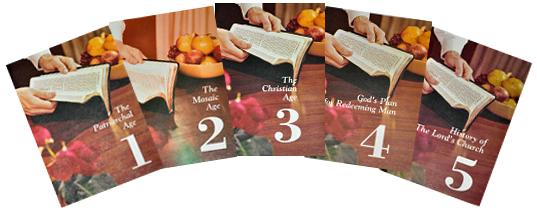 The
Patriarchal
Age
1
The
Mosaic
Age
2
The
Christian
Age
3
God's Plan
of Redeeming Man
4
History of
The Lord's Church
5